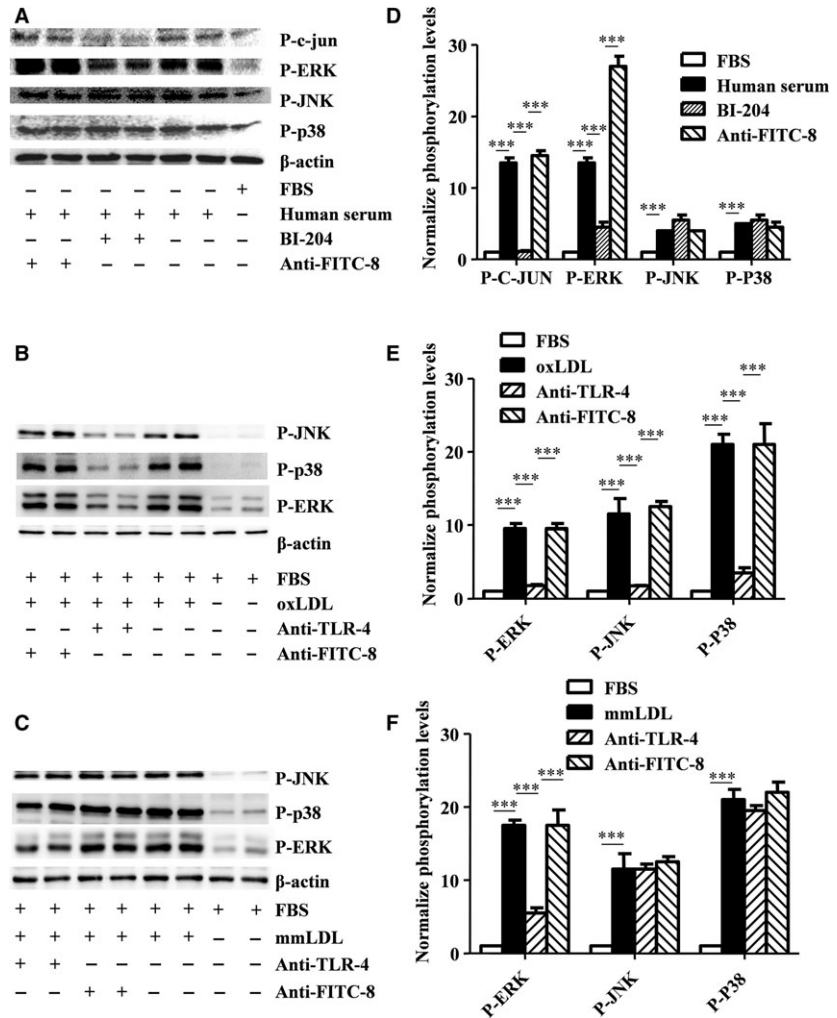 A
P-c-jun
P-ERK
P-JNK
P-p38
β-actin
– – – – – – + FBS
+ + + + + + – Human serum
– – + + – – – BI-204
+ + – – – – – Anti-FITC-8
D
Normalize phosphorylation levels
30
20
10
0
*** *** *** *** *** *** *** ***
P-C-JUN P-ERK P-JNK P-P38
FBS
Human serum
BI-204
Anti-FITC-8
B
P-JNK
P-p38
P-ERK
β-actin
+ + + + + + + + FBS
+ + + + + + – – oxLDL
– – + + – – – – Anti-TLR-4
+ + – – – – – – Anti-FITC-8
E
FBS
oxLDL
Anti-TLR-4
Anti-FITC-8
Normalize phosphorylation levels
30
20
10
0
*** *** *** *** *** *** *** *** ***
P-ERK P-JNK P-P38
C
P-JNK
P-p38
P-ERK
β-actin
+ + + + + + + + FBS
+ + + + + + – – mmLDL
+ + – – – – – – Anti-TLR-4
– – + + – – – – Anti-FITC-8
F
FBS
mmLDL
Anti-TLR-4
Anti-FITC-8
Normalize phosphorylation levels
30
20
10
0
*** *** *** *** ***
P-ERK P-JNK P-P38